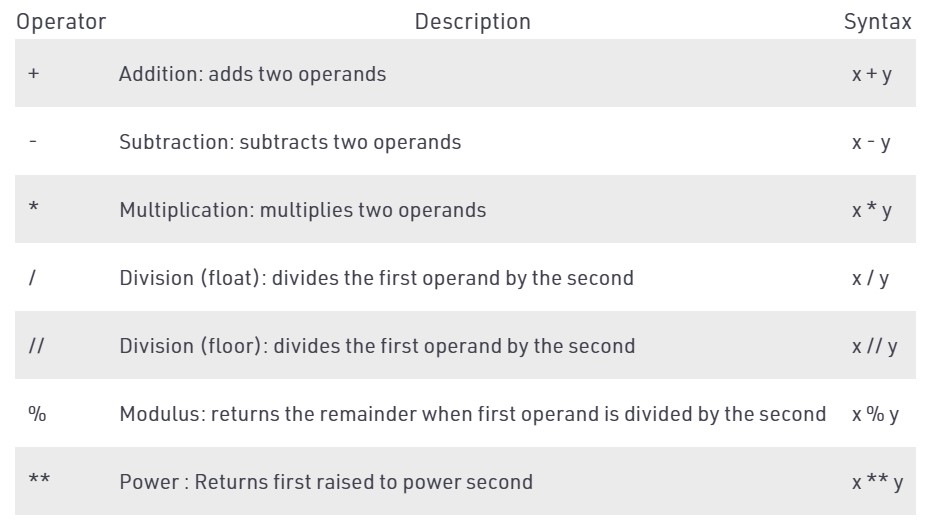 Operator Description Syntax
+ Addition: adds two operands x + y
- Subtraction: subtracts two operands x - y
* Multiplication: multiplies two operands x * y
/ Division (float): divides the first operand by the second x / y
// Division (floor): divides the first operand by the second x // y
% Modulus: returns the remainder when first operand is divided by the second x % y
** Power : Returns first raised to power second x ** y